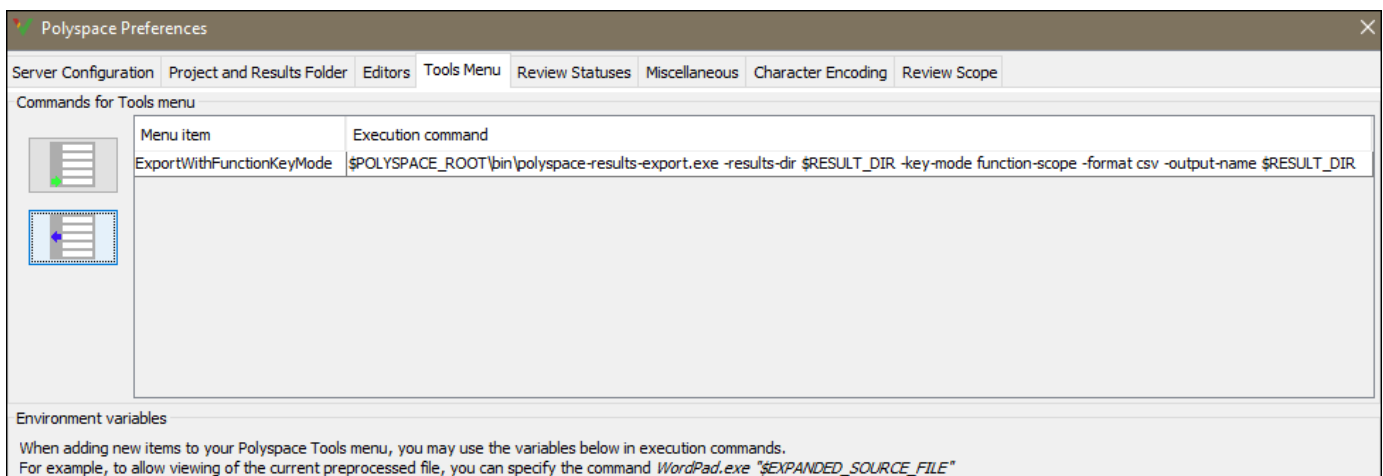 Polyspace Preferences
Server Configuration Project and Results Folder Editors Tools Menu Review Statuses Miscellaneous Character Encoding Review Scope
Commands for Tools menu
Menu item Execution command
ExportWithFunctionKeyMode $POLYSPACE_ROOT\bin\polyspace-results-export.exe -results-dir $RESULT_DIR -key-mode function-scope -format csv -output-name $RESULT_DIR
Environment variables
When adding new items to your Polyspace Tools menu, you may use the variables below in execution commands.
For example, to allow viewing of the current preprocessed file, you can specify the command WordPad.exe "$EXPANDED_SOURCE_FILE"